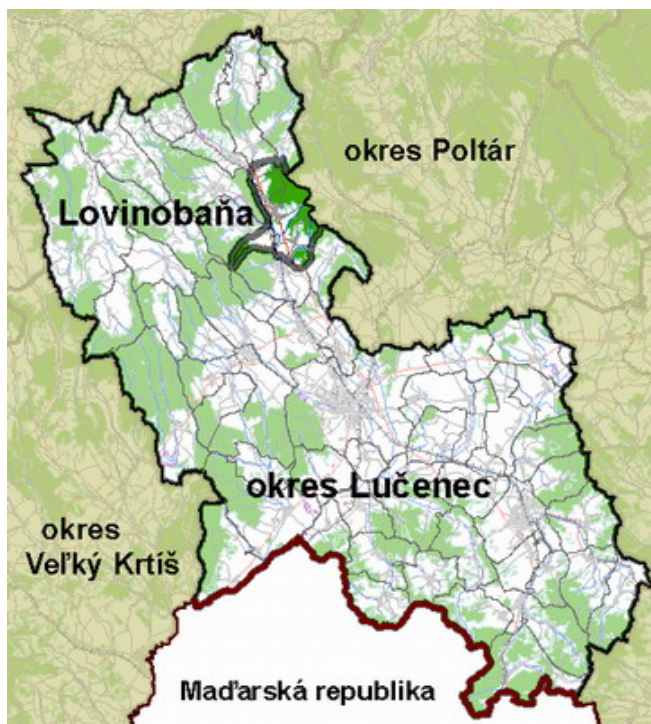 okres Poltár
Lovinobaňa
okres Lučenec
okres
Veľký Krtíš
Maďarská republika